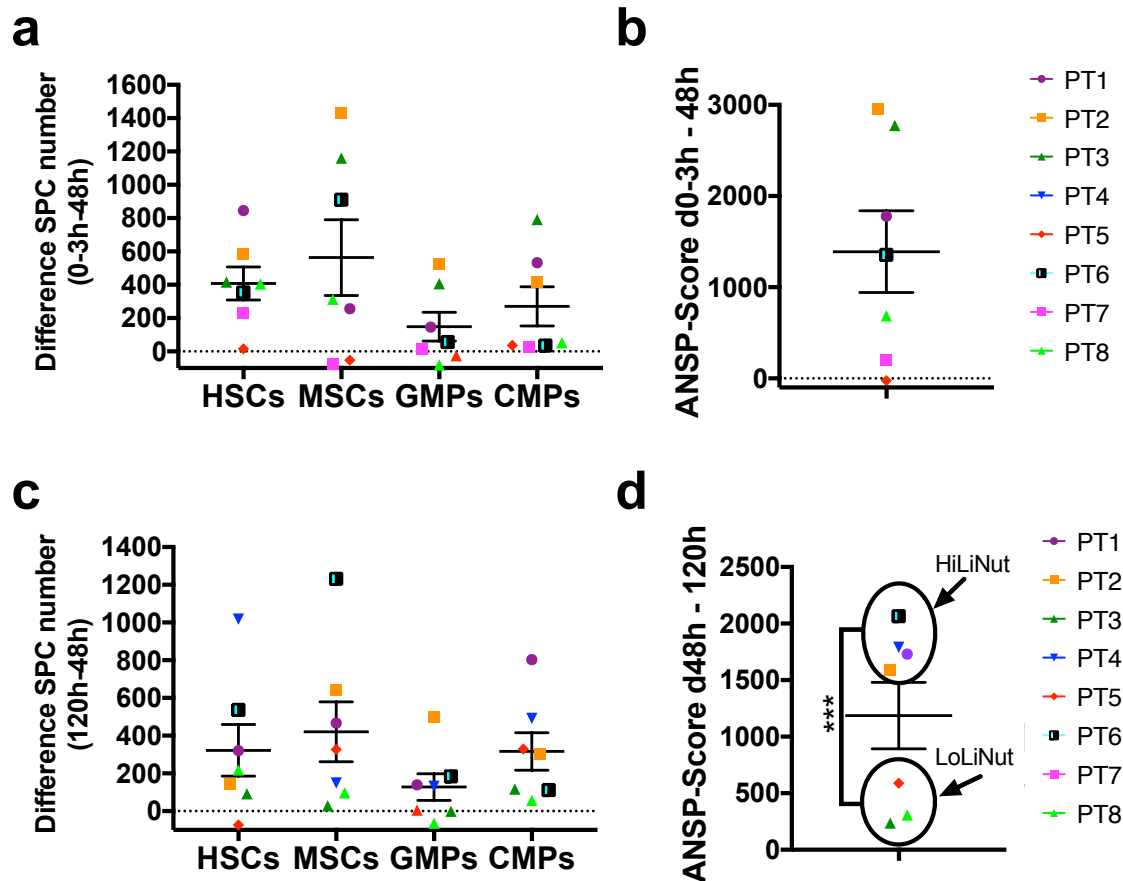 a
Difference SPC number
(0-3h-48h)
1600
1400
1200
1000
800
600
400
200
0
HSCs MSCs GMPs CMPs
b
ANSP-Score d0-3h - 48h
3000
2000
1000
0
PT1
PT2
PT3
PT4
PT5
PT6
PT7
PT8
c
Difference SPC number
(120h-48h)
1400
1200
1000
800
600
400
200
0
HSCs MSCs GMPs CMPs
d
ANSP-Score d48h - 120h
2500
2000
1500
1000
500
0
***
HiLiNut
LoLiNut
PT1
PT2
PT3
PT4
PT5
PT6
PT7
PT8